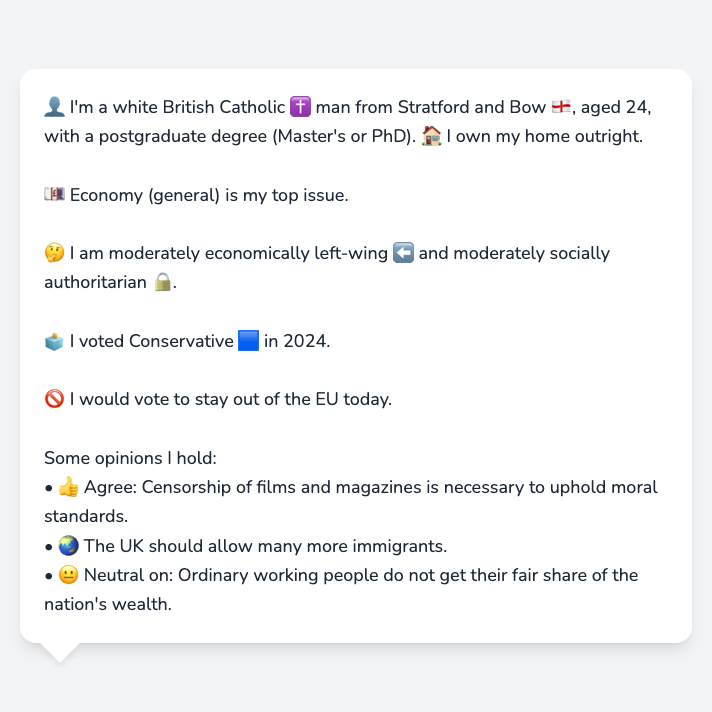 👤 I'm a white British Catholic ✝️ man from Stratford and Bow 🏴󠁧󠁢󠁥󠁮󠁧󠁿, aged 24,
with a postgraduate degree (Master's or PhD). 🏠 I own my home outright.
💷 Economy (general) is my top issue.
🤔 I am moderately economically left-wing ⬅️ and moderately socially
authoritarian 🔒.
🗳️ I voted Conservative 🟦 in 2024.
🚫 I would vote to stay out of the EU today.
Some opinions I hold:
• 👍 Agree: Censorship of films and magazines is necessary to uphold moral
standards.
• 🌏 The UK should allow many more immigrants.
• 😐 Neutral on: Ordinary working people do not get their fair share of the
nation's wealth.